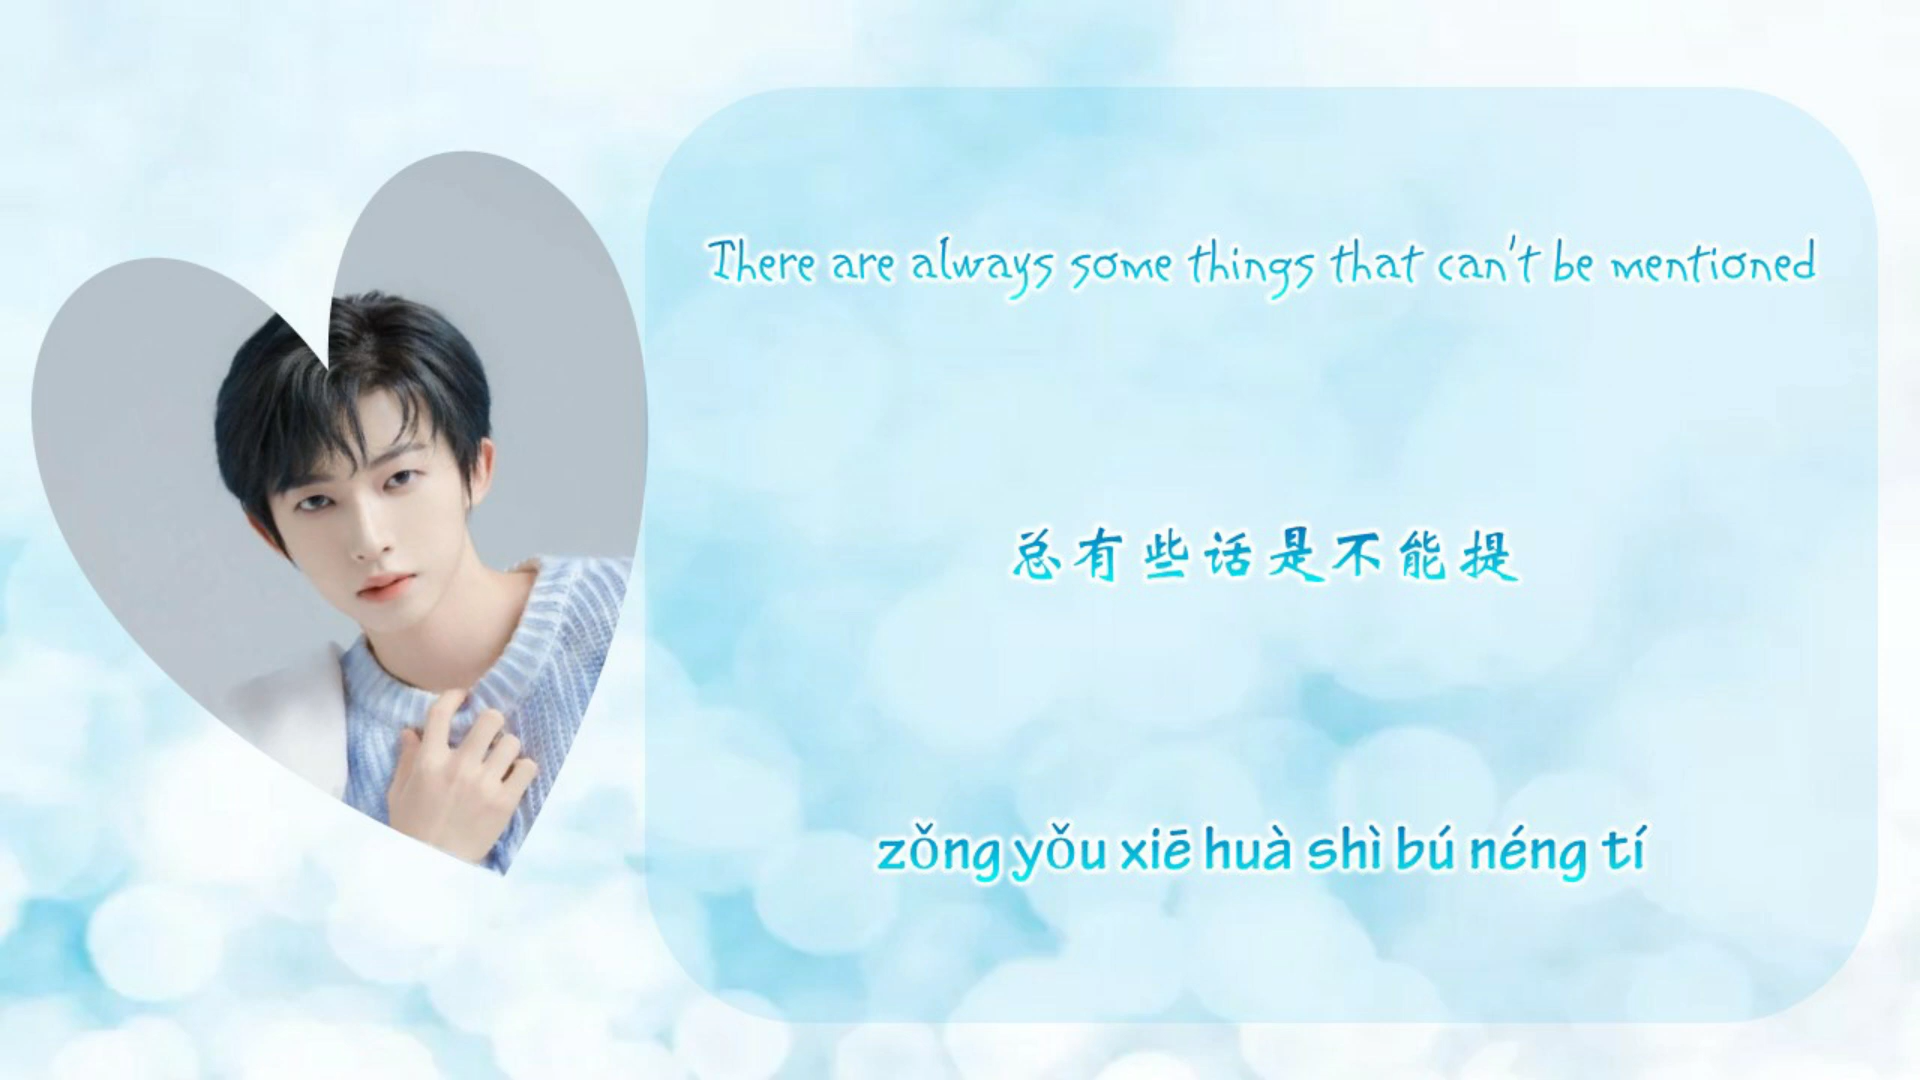 There are always some things that can't be mentioned
总有些话是不能提
zǒng yǒu xiē huà shì bú néng tí